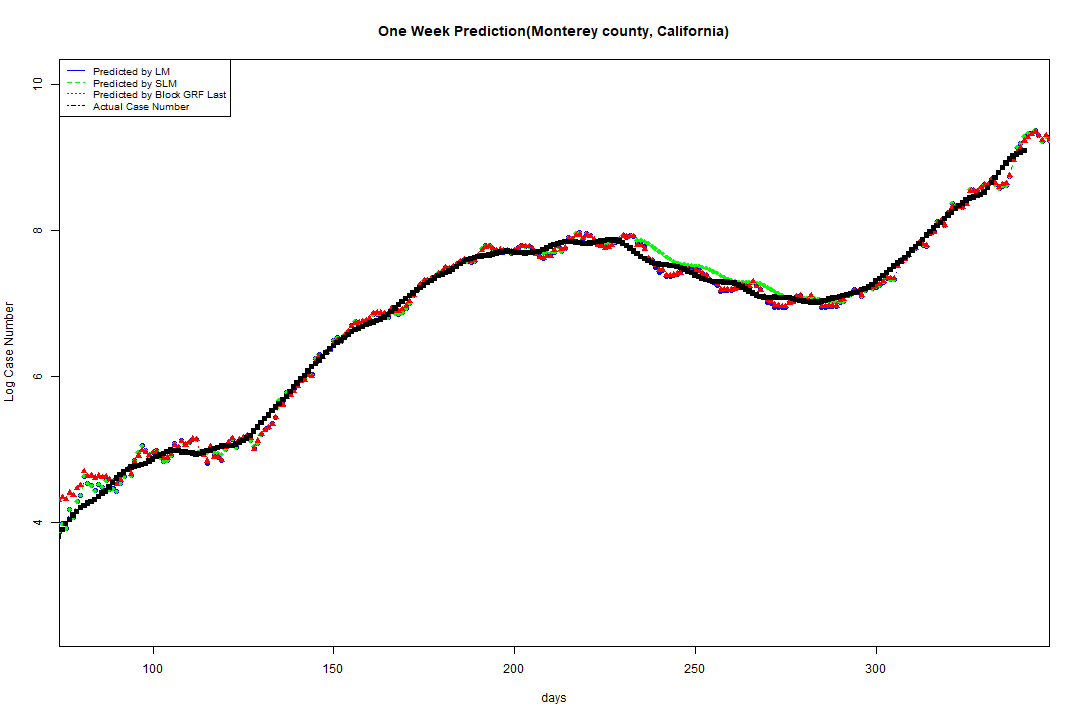 One Week Prediction(Monterey county, California)
Predicted by LM
Predicted by SLM
Predicted by Block GRF Last
Actual Case Number
10
8
6
4
Log Case Number
100 150 200 250 300
days